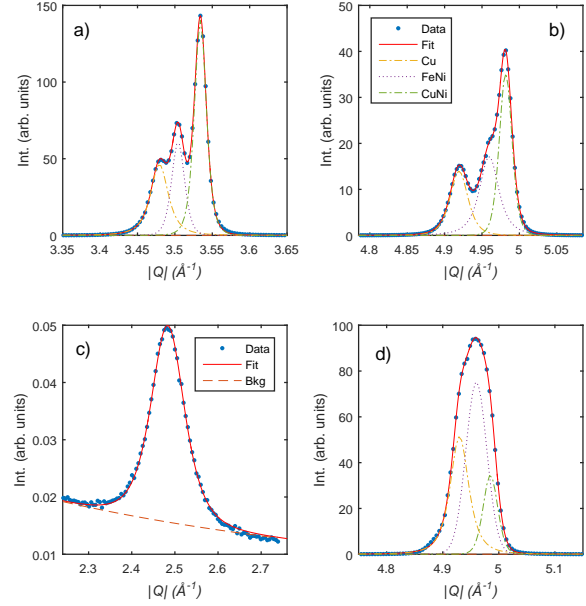 a)
Int. (arb. units)
150
100
50
0
3.35
3.4
3.45
3.5
3.55
3.6
3.65
|Q| (Å⁻¹)
b)
Data
Fit
Cu
FeNi
CuNi
Int. (arb. units)
50
40
30
20
10
0
4.8
4.85
4.9
4.95
5
5.05
|Q| (Å⁻¹)
c)
Data
Fit
Bkg
Int. (arb. units)
0.05
0.04
0.03
0.02
0.01
2.3
2.4
2.5
2.6
2.7
|Q| (Å⁻¹)
d)
Int. (arb. units)
100
80
60
40
20
0
4.8
4.9
5
5.1
|Q| (Å⁻¹)